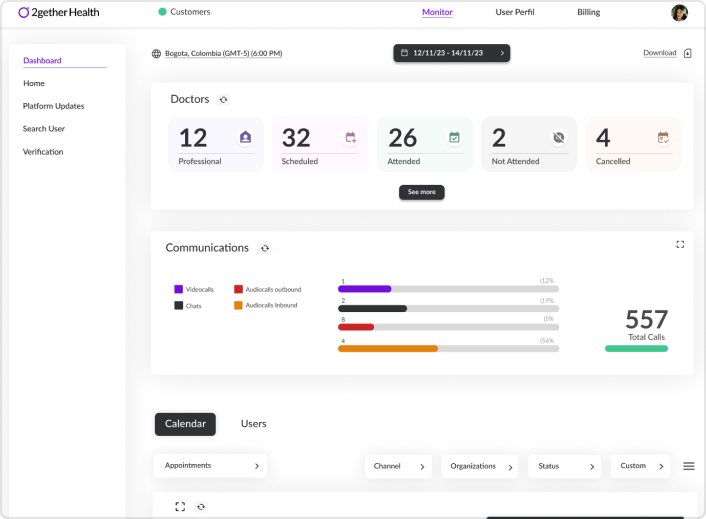 2gether Health
Customers
Monitor
User Perfil
Billing
Dashboard
Home
Platform Updates
Search User
Verification
Bogota, Colombia (GMT-5) (6:00 PM)
12/11/23 - 14/11/23
Download
Doctors
12
Professional
32
Scheduled
26
Attended
2
Not Attended
4
Cancelled
See more
Communications
Videocalls
Audiocalls outbound
Chats
Audiocalls Inbound
1 (12%
2 (19%
8 (5%
4 (56%
557
Total Calls
Calendar
Users
Appointments
Channel
Organizations
Status
Custom